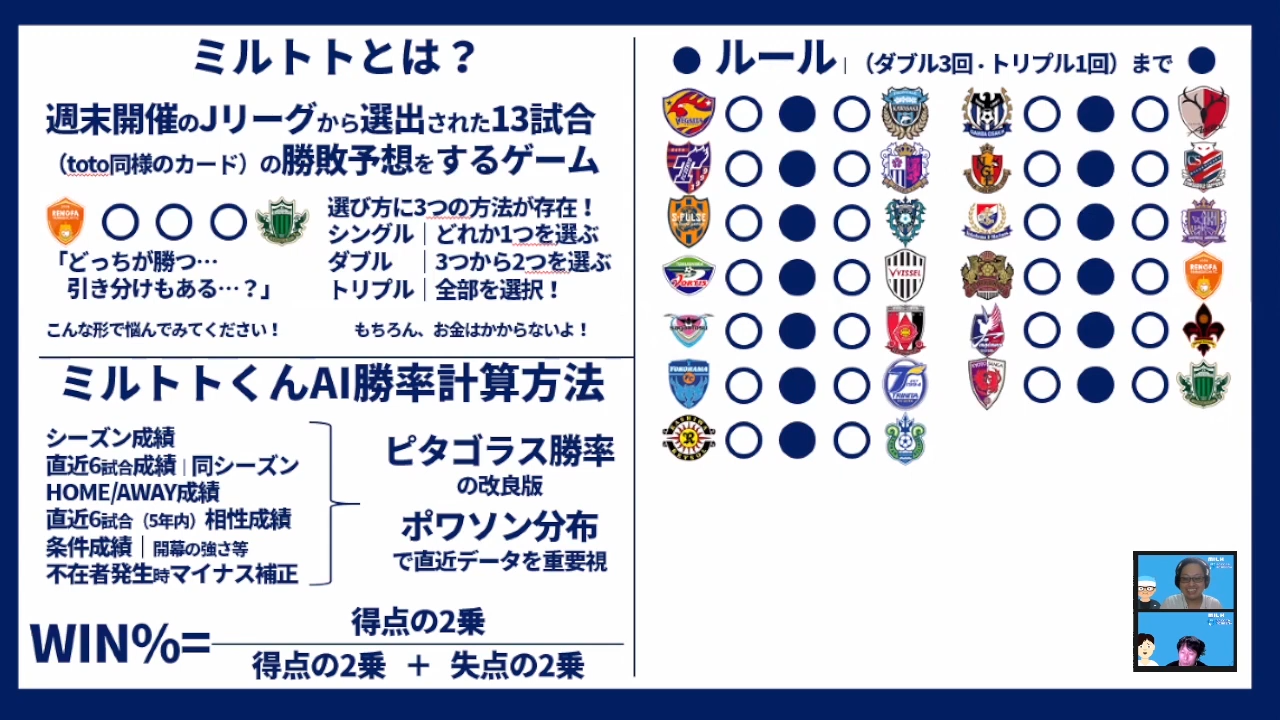 ミルトトとは？
週末開催のJリーグから選出された13試合
（toto同様のカード）の勝敗予想をするゲーム
「どっちが勝つ…
引き分けもある…？」
選び方に3つの方法が存在！
シングル｜どれか1つを選ぶ
ダブル　｜3つから2つを選ぶ
トリプル｜全部を選択！
こんな形で悩んでみてください！
もちろん、お金はかからないよ！
ミルトトくんAI勝率計算方法
シーズン成績
直近6試合成績｜同シーズン
HOME/AWAY成績
直近6試合（5年内）相性成績
条件成績｜開幕の強さ等
不在者発生時マイナス補正
ピタゴラス勝率
の改良版
ポワソン分布
で直近データを重要視
WIN%=
得点の2乗
得点の2乗 ＋ 失点の2乗
● ルール｜（ダブル3回・トリプル1回）まで ●
RENOFA
VEGALTA
S-PULSE
VORTIS
VISSEL
YOKOHAMA
REYSOL
RENOFA
MILK
MILK